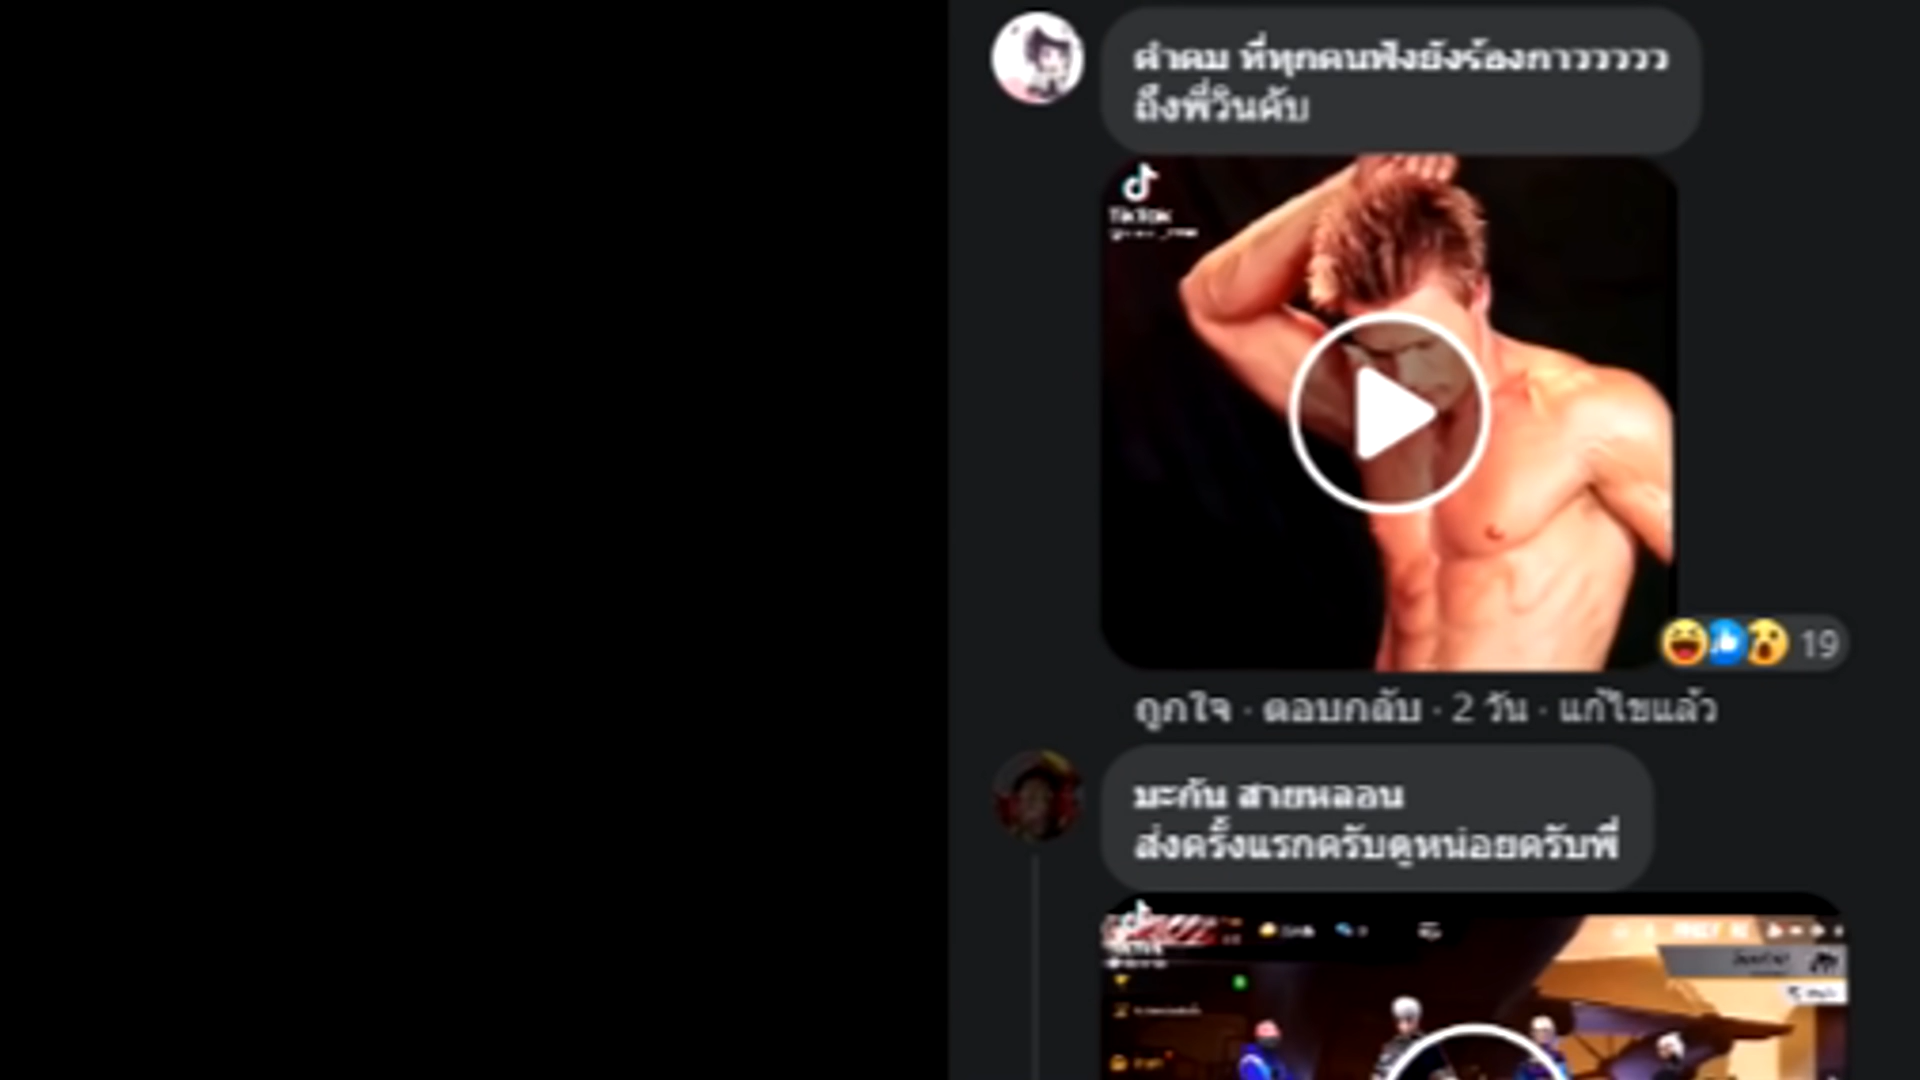 คำคม ที่ทุกคนฟังยังร้องกาววววว
ถึงพี่วินคับ
TikTok
19
ถูกใจ · ตอบกลับ · 2 วัน · แก้ไขแล้ว
มะกัน สายหลอน
ส่งครั้งแรกครับดูหน่อยครับพี่